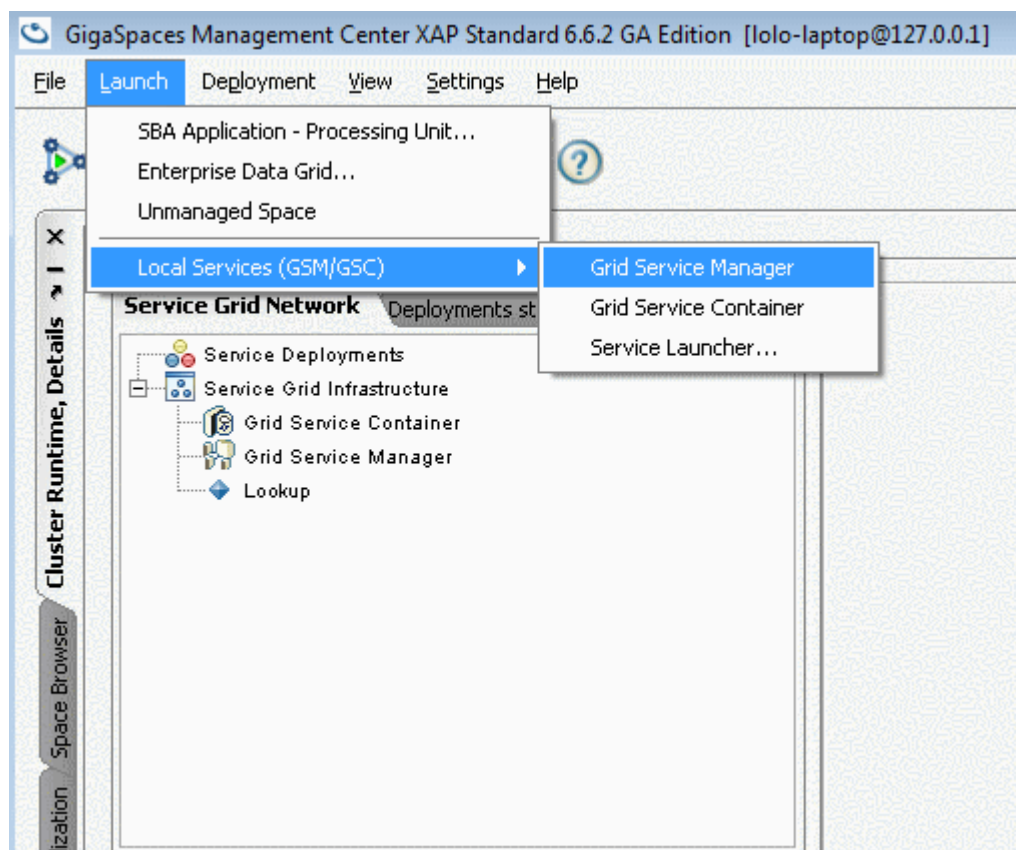 GigaSpaces Management Center XAP Standard 6.6.2 GA Edition [lolo-laptop@127.0.0.1]
File Launch Deployment View Settings Help
SBA Application - Processing Unit...
Enterprise Data Grid...
Unmanaged Space
Local Services (GSM/GSC)
Grid Service Manager
Grid Service Container
Service Launcher...
Service Grid Network
Deployments st
Service Deployments
Service Grid Infrastructure
Grid Service Container
Grid Service Manager
Lookup
Cluster Runtime, Details
Space Browser
ization